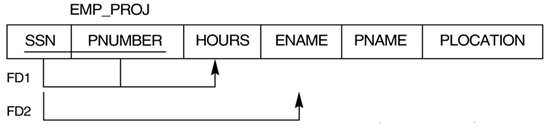 EMP_PROJ
SSN PNUMBER HOURS ENAME PNAME PLOCATION
FD1
FD2